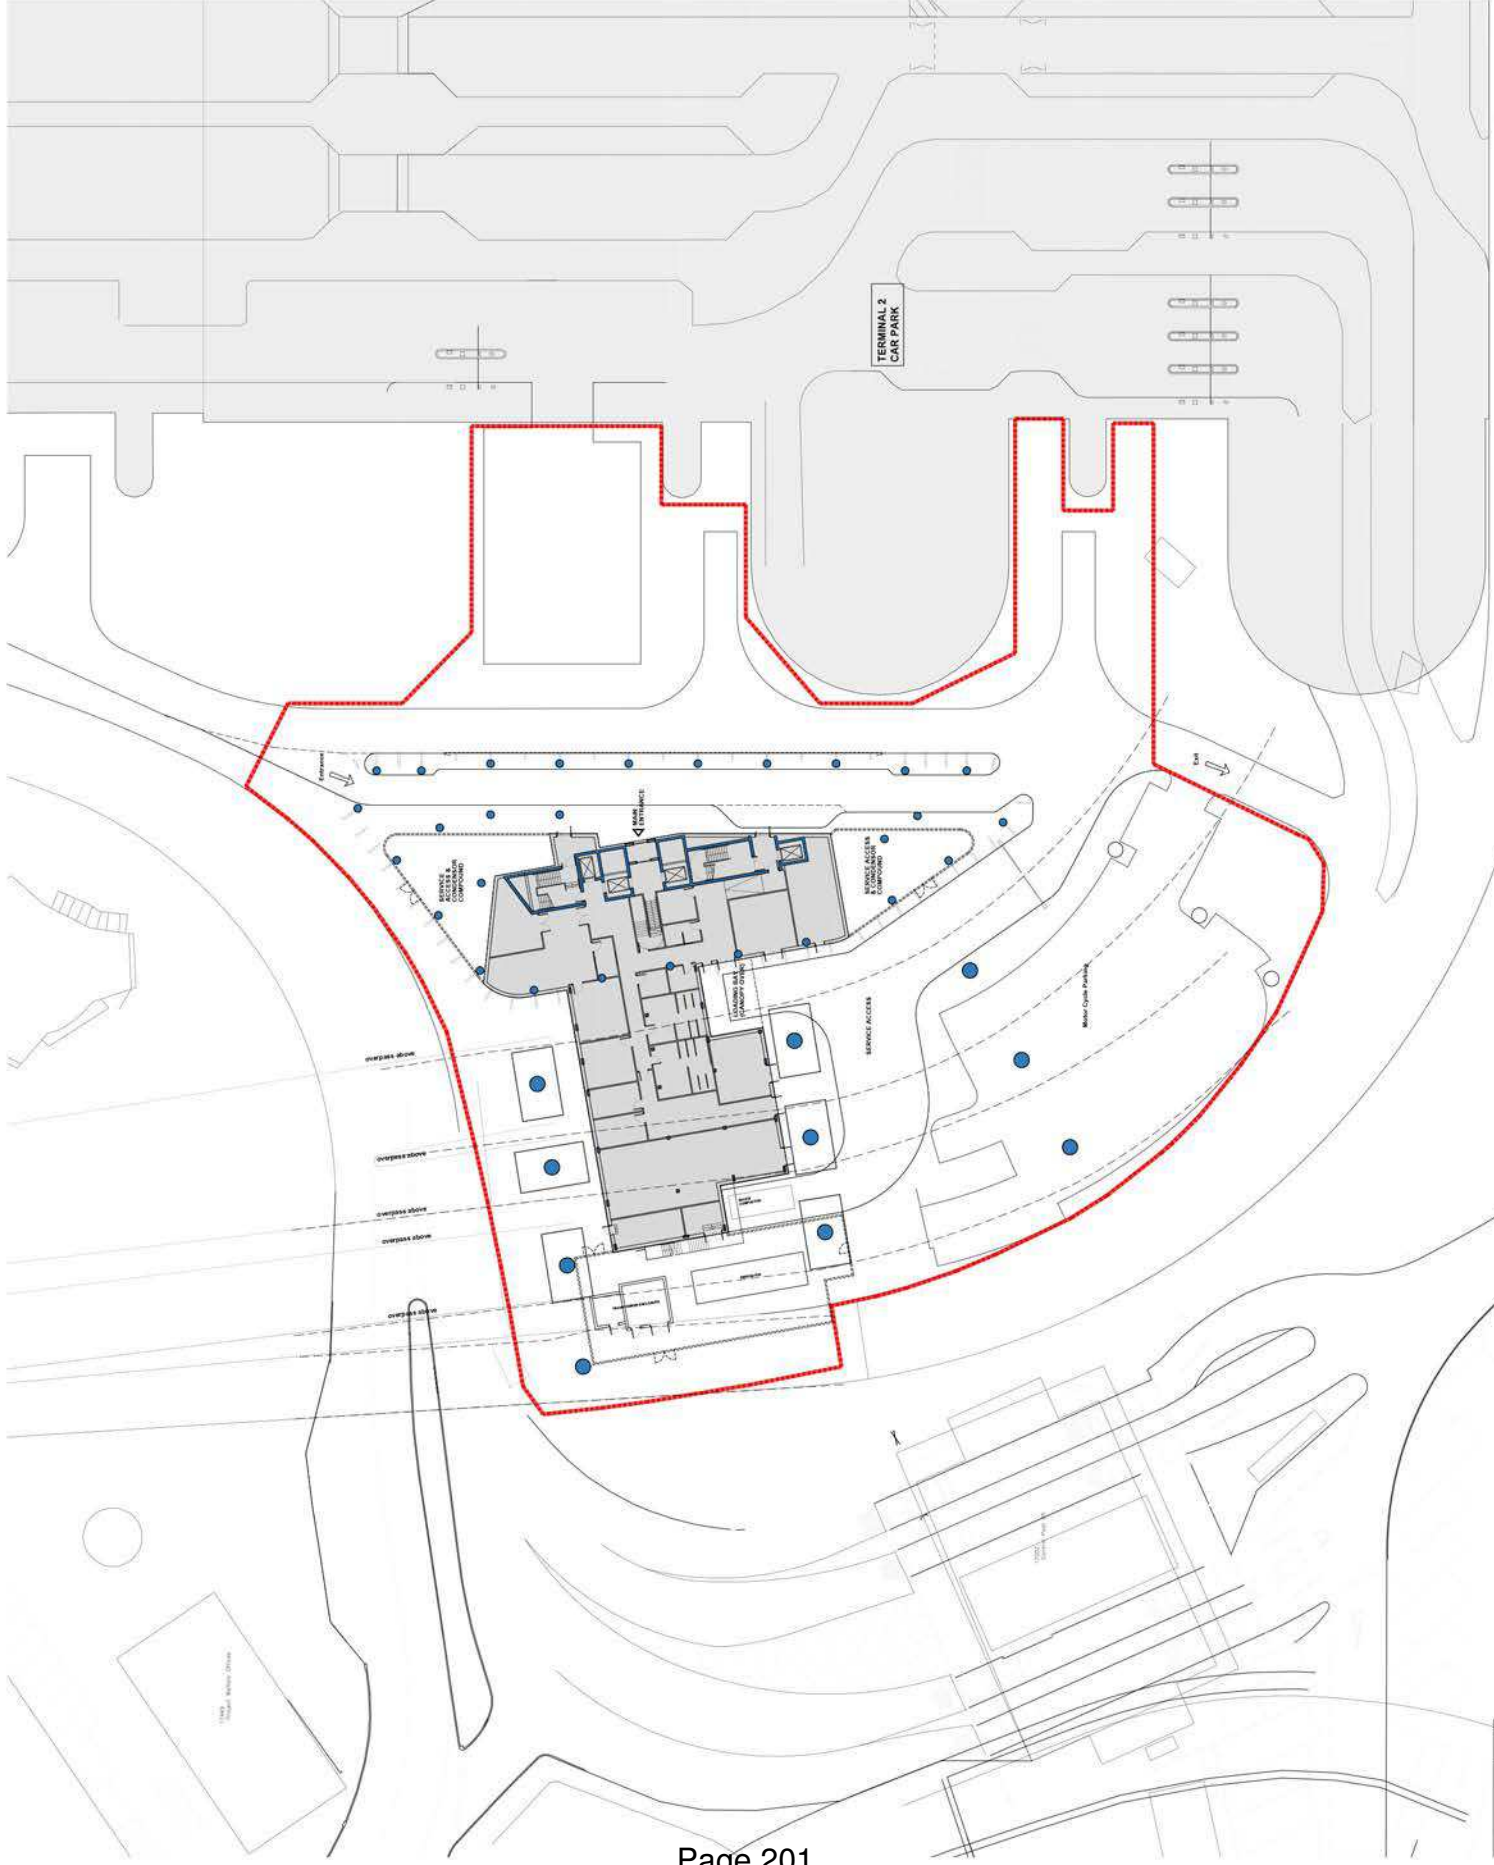 TERMINAL 2
CAR PARK
Entrance
Exit
MAIN
ENTRANCE
SERVICE
ACCESS &
CONDENSOR
COMPOUND
SERVICE ACCESS
& CONDENSOR
COMPOUND
LOADING BAY
(CANOPY OVER)
SERVICE ACCESS
Motor Cycle Parking
overpass above
overpass above
overpass above
overpass above
overpass above
Page 201